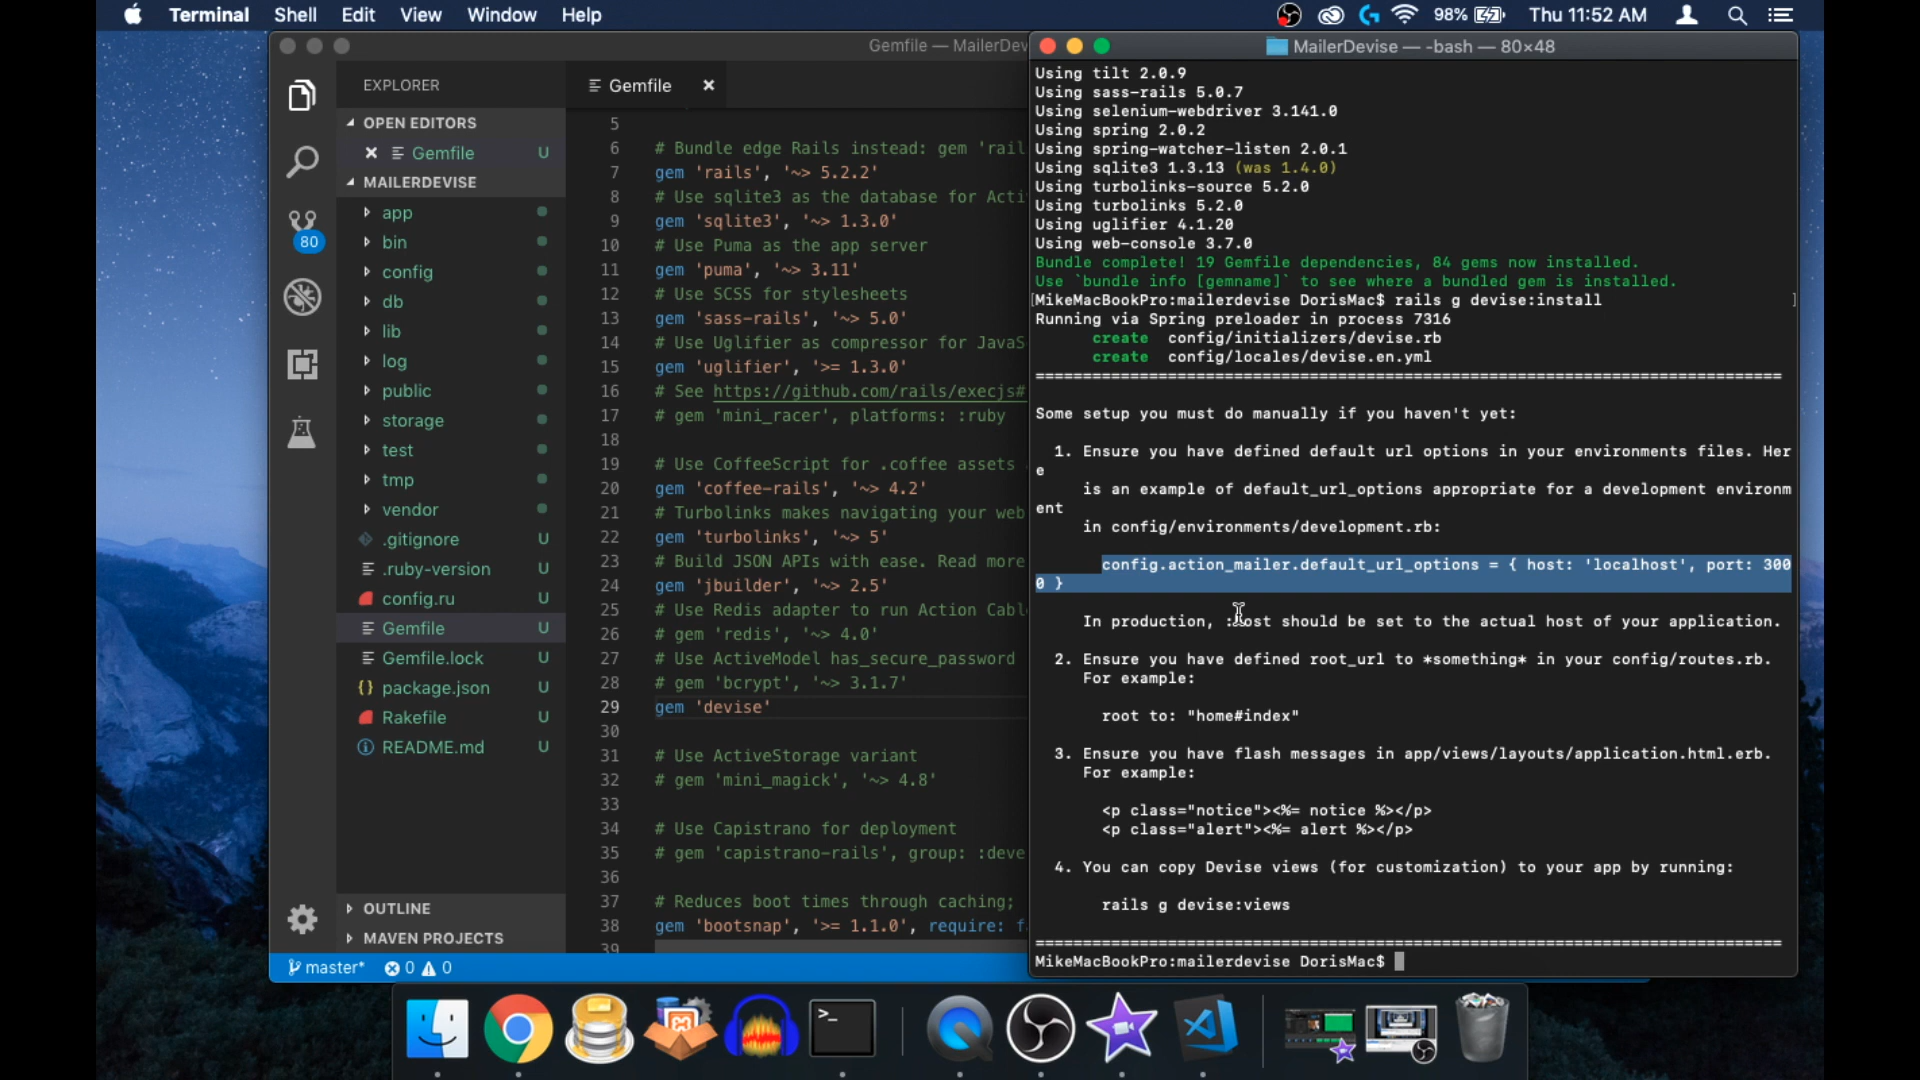 Terminal Shell Edit View Window Help
98% Thu 11:52 AM
Gemfile — MailerDev
EXPLORER
OPEN EDITORS
Gemfile U
MAILERDEVISE
app
bin
config
db
lib
log
public
storage
test
tmp
vendor
.gitignore U
.ruby-version U
config.ru U
Gemfile U
Gemfile.lock U
package.json U
Rakefile U
README.md U
OUTLINE
MAVEN PROJECTS
80
master* 0 0
Gemfile
5
6 # Bundle edge Rails instead: gem 'rail
7 gem 'rails', '~> 5.2.2'
8 # Use sqlite3 as the database for Acti
9 gem 'sqlite3', '~> 1.3.0'
10 # Use Puma as the app server
11 gem 'puma', '~> 3.11'
12 # Use SCSS for stylesheets
13 gem 'sass-rails', '~> 5.0'
14 # Use Uglifier as compressor for JavaS
15 gem 'uglifier', '>= 1.3.0'
16 # See https://github.com/rails/execjs#
17 # gem 'mini_racer', platforms: :ruby
18
19 # Use CoffeeScript for .coffee assets
20 gem 'coffee-rails', '~> 4.2'
21 # Turbolinks makes navigating your web
22 gem 'turbolinks', '~> 5'
23 # Build JSON APIs with ease. Read more
24 gem 'jbuilder', '~> 2.5'
25 # Use Redis adapter to run Action Cabl
26 # gem 'redis', '~> 4.0'
27 # Use ActiveModel has_secure_password
28 # gem 'bcrypt', '~> 3.1.7'
29 gem 'devise'
30
31 # Use ActiveStorage variant
32 # gem 'mini_magick', '~> 4.8'
33
34 # Use Capistrano for deployment
35 # gem 'capistrano-rails', group: :deve
36
37 # Reduces boot times through caching;
38 gem 'bootsnap', '>= 1.1.0', require: f
39
MailerDevise — -bash — 80×48
Using tilt 2.0.9
Using sass-rails 5.0.7
Using selenium-webdriver 3.141.0
Using spring 2.0.2
Using spring-watcher-listen 2.0.1
Using sqlite3 1.3.13 (was 1.4.0)
Using turbolinks-source 5.2.0
Using turbolinks 5.2.0
Using uglifier 4.1.20
Using web-console 3.7.0
Bundle complete! 19 Gemfile dependencies, 84 gems now installed.
Use `bundle info [gemname]` to see where a bundled gem is installed.
[MikeMacBookPro:mailerdevise DorisMac$ rails g devise:install ]
Running via Spring preloader in process 7316
create config/initializers/devise.rb
create config/locales/devise.en.yml
===============================================================================
Some setup you must do manually if you haven't yet:
1. Ensure you have defined default url options in your environments files. Her
e
is an example of default_url_options appropriate for a development environm
ent
in config/environments/development.rb:
config.action_mailer.default_url_options = { host: 'localhost', port: 300
0 }
In production, :host should be set to the actual host of your application.
2. Ensure you have defined root_url to *something* in your config/routes.rb.
For example:
root to: "home#index"
3. Ensure you have flash messages in app/views/layouts/application.html.erb.
For example:
<p class="notice"><%= notice %></p>
<p class="alert"><%= alert %></p>
4. You can copy Devise views (for customization) to your app by running:
rails g devise:views
===============================================================================
MikeMacBookPro:mailerdevise DorisMac$
>_